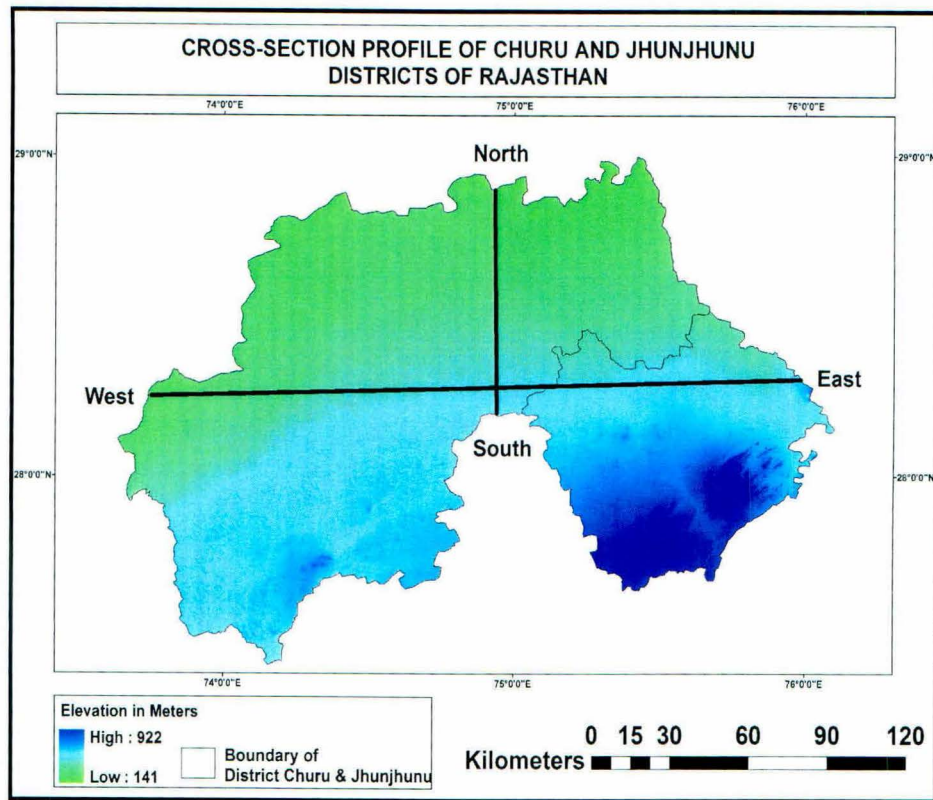 CROSS-SECTION PROFILE OF CHURU AND JHUNJHUNU
DISTRICTS OF RAJASTHAN
74°0'0"E 75°0'0"E 76°0'0"E
29°0'0"N 29°0'0"N
North
West East
South
28°0'0"N 28°0'0"N
74°0'0"E 75°0'0"E 76°0'0"E
Elevation in Meters
High : 922
Low : 141
Boundary of
District Churu & Jhunjhunu
Kilometers 0 15 30 60 90 120